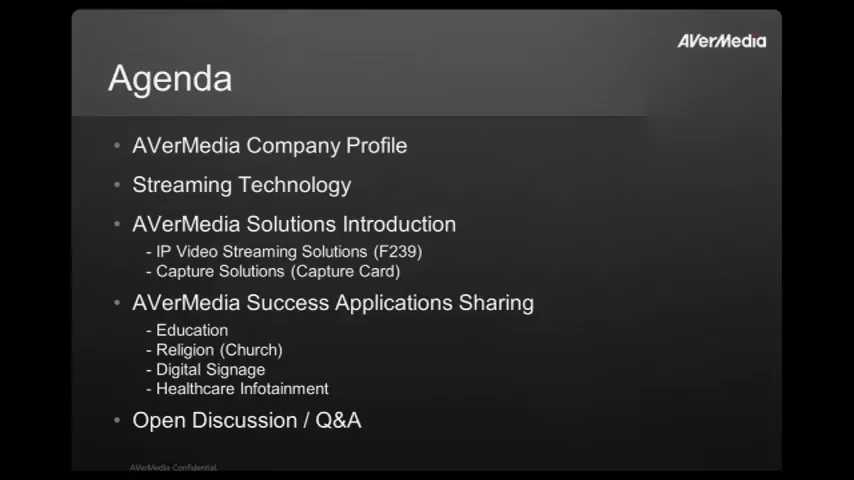 AVerMedia
Agenda
• AVerMedia Company Profile
• Streaming Technology
• AVerMedia Solutions Introduction
- IP Video Streaming Solutions (F239)
- Capture Solutions (Capture Card)
• AVerMedia Success Applications Sharing
- Education
- Religion (Church)
- Digital Signage
- Healthcare Infotainment
• Open Discussion / Q&A
AVerMedia Confidential